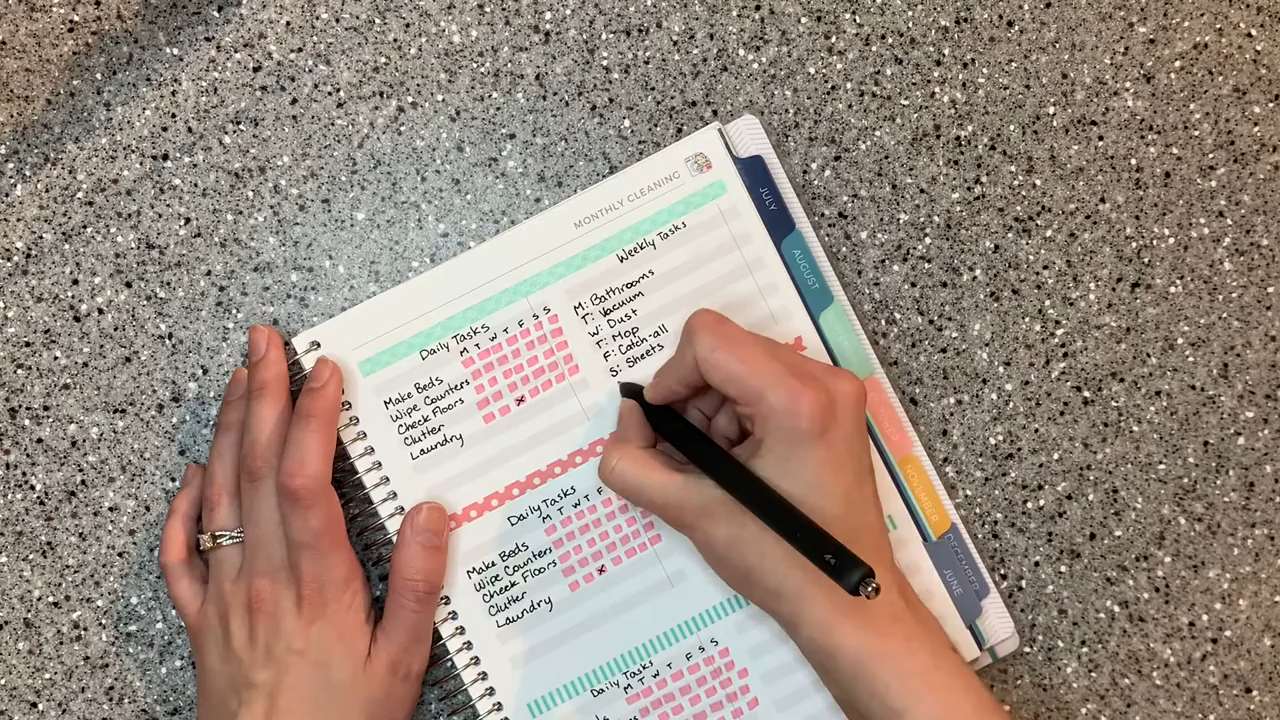 MONTHLY CLEANING
Weekly Tasks
Daily Tasks
M T W T F S S
Make Beds
Wipe Counters
Check Floors
Clutter
Laundry
M: Bathrooms
T: Vacuum
W: Dust
T: Mop
F: Catch-all
S: Sheets
Daily Tasks
M T W T F
Make Beds
Wipe Counters
Check Floors
Clutter
Laundry
Daily Tasks
M T W T F S S
JULY
AUGUST
NOVEMBER
DECEMBER
JUNE